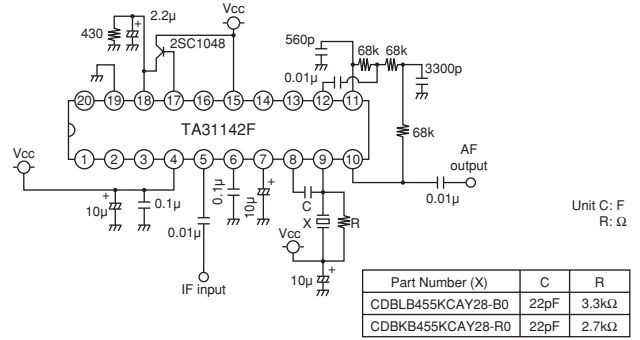 Vcc
2.2μ
430
2SC1048
560p
68k
68k
0.01μ
3300p
20
19
18
17
16
15
14
13
12
11
TA31142F
68k
1
2
3
4
5
6
7
8
9
10
Vcc
AF
output
10μ
+
0.1μ
0.01μ
0.1μ
10μ
+
C
X
R
0.01μ
Vcc
10μ
+
IF input
+
Unit C: F
R: Ω
Part Number (X) C R
CDBLB455KCAY28-B0 22pF 3.3kΩ
CDBKB455KCAY28-R0 22pF 2.7kΩ